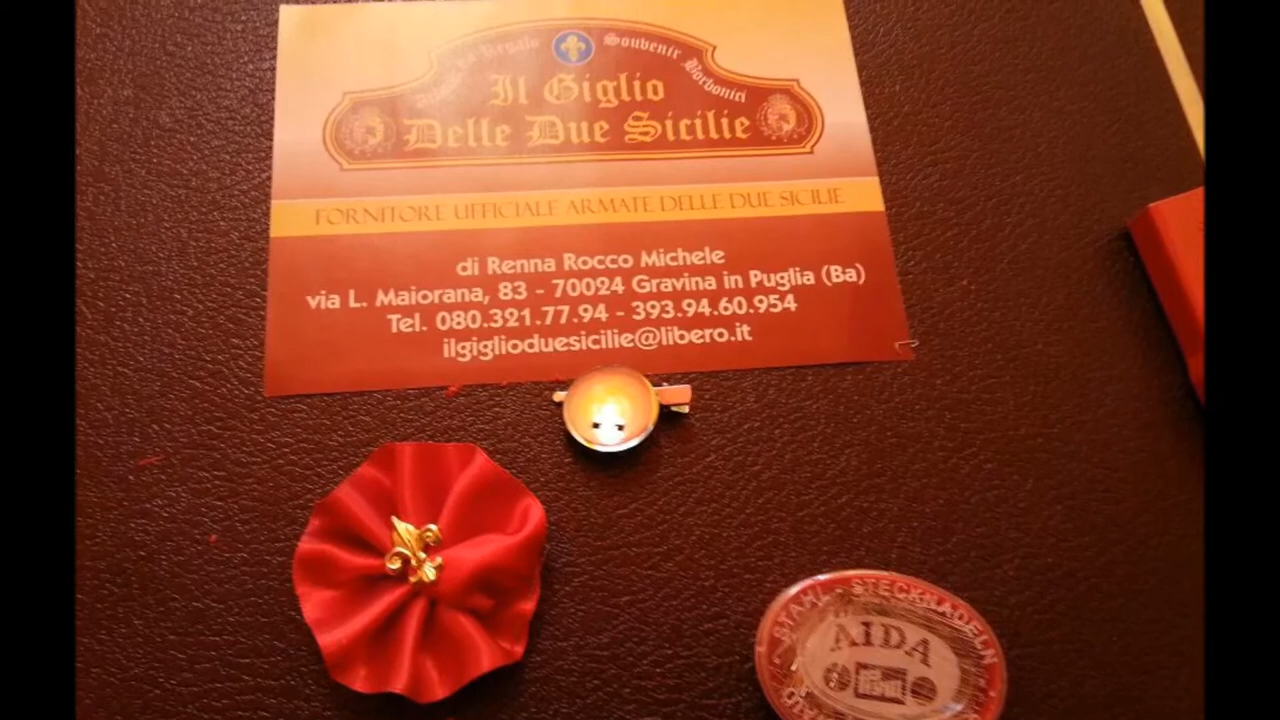 Regalo Souvenir Borbonici
Il Giglio
Delle Due Sicilie
FORNITORE UFFICIALE ARMATE DELLE DUE SICILIE
di Renna Rocco Michele
via L. Maiorana, 83 - 70024 Gravina in Puglia (Ba)
Tel. 080.321.77.94 - 393.94.60.954
ilgiglioduesicilie@libero.it
STAHL - STECKNADELN
AIDA